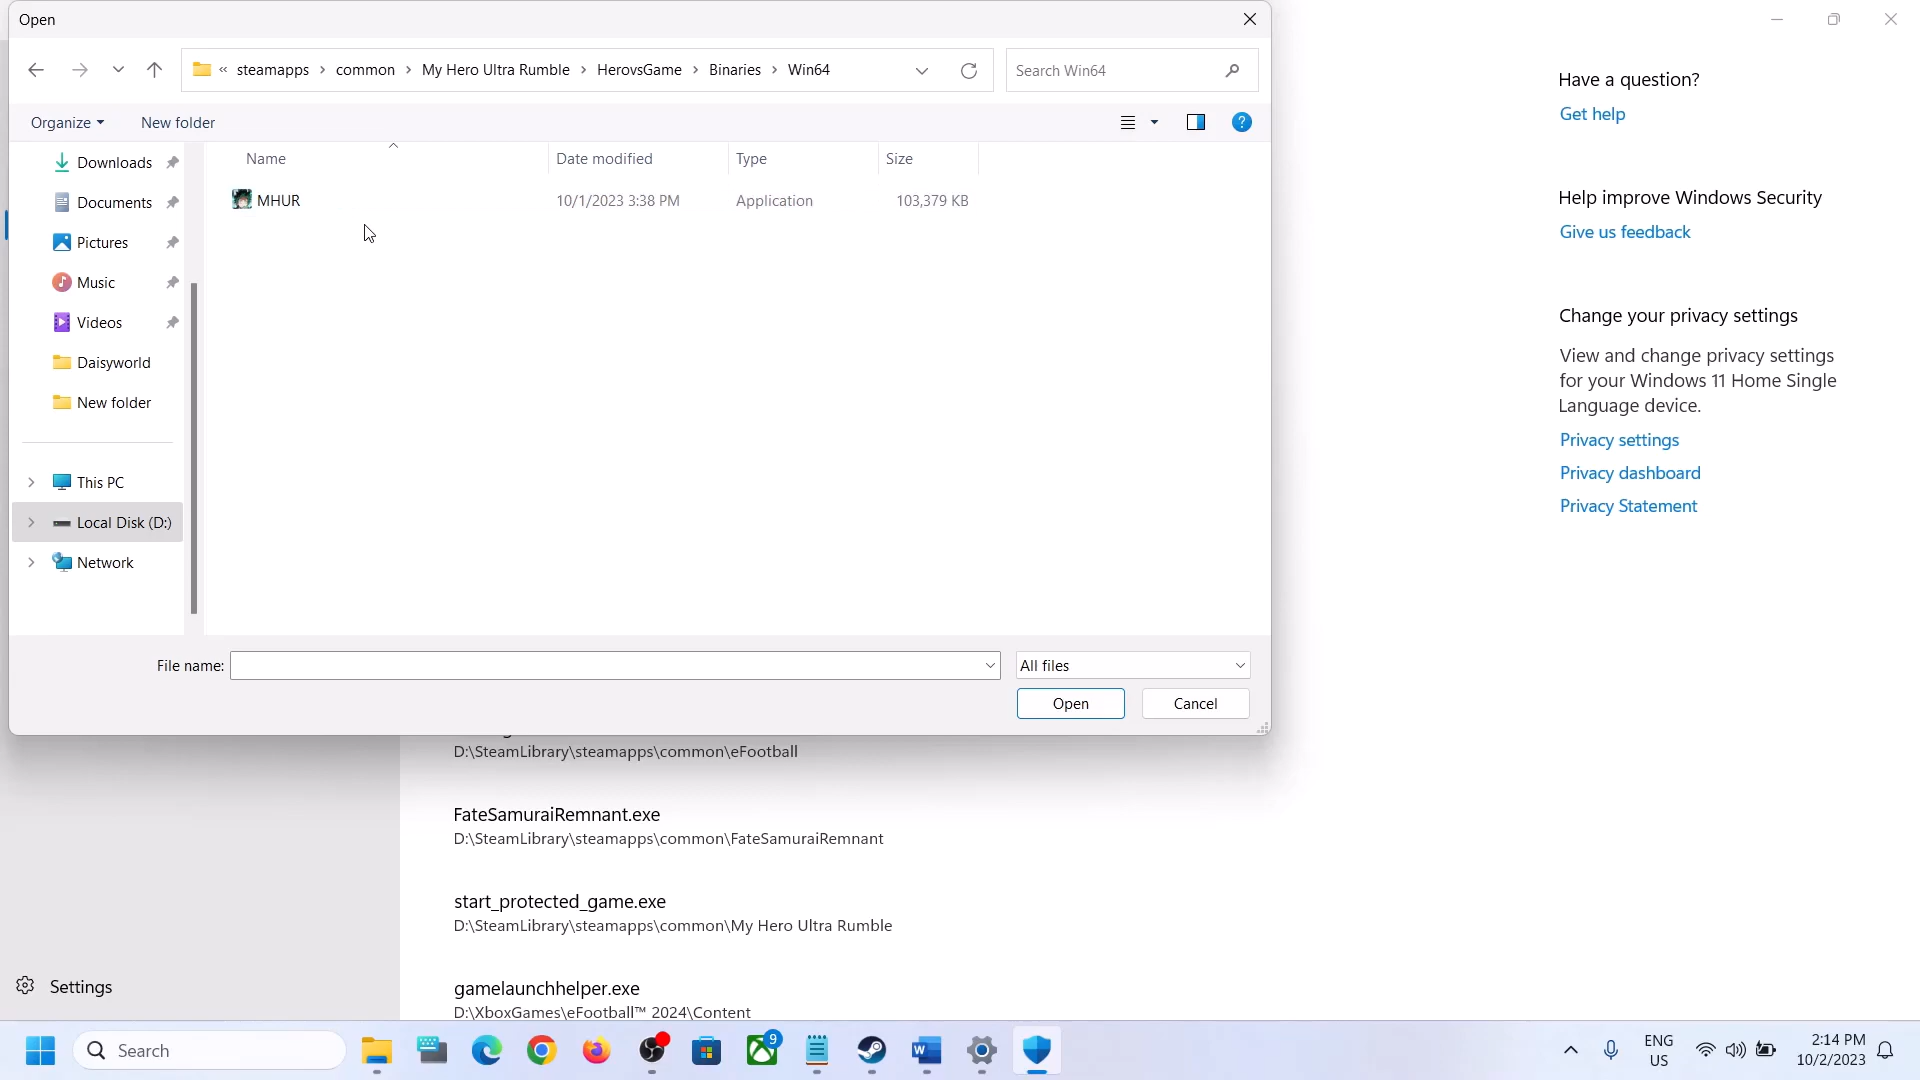 Open
« steamapps › common › My Hero Ultra Rumble › HerovsGame › Binaries › Win64
Search Win64
Organize
New folder
Name
Date modified
Type
Size
MHUR
10/1/2023 3:38 PM
Application
103,379 KB
Downloads
Documents
Pictures
Music
Videos
Daisyworld
New folder
This PC
Local Disk (D:)
Network
File name:
All files
Open
Cancel
Have a question?
Get help
Help improve Windows Security
Give us feedback
Change your privacy settings
View and change privacy settings
for your Windows 11 Home Single
Language device.
Privacy settings
Privacy dashboard
Privacy Statement
D:\SteamLibrary\steamapps\common\eFootball
FateSamuraiRemnant.exe
D:\SteamLibrary\steamapps\common\FateSamuraiRemnant
start_protected_game.exe
D:\SteamLibrary\steamapps\common\My Hero Ultra Rumble
gamelaunchhelper.exe
D:\XboxGames\eFootball™ 2024\Content
Settings
Search
9
ENG
US
2:14 PM
10/2/2023